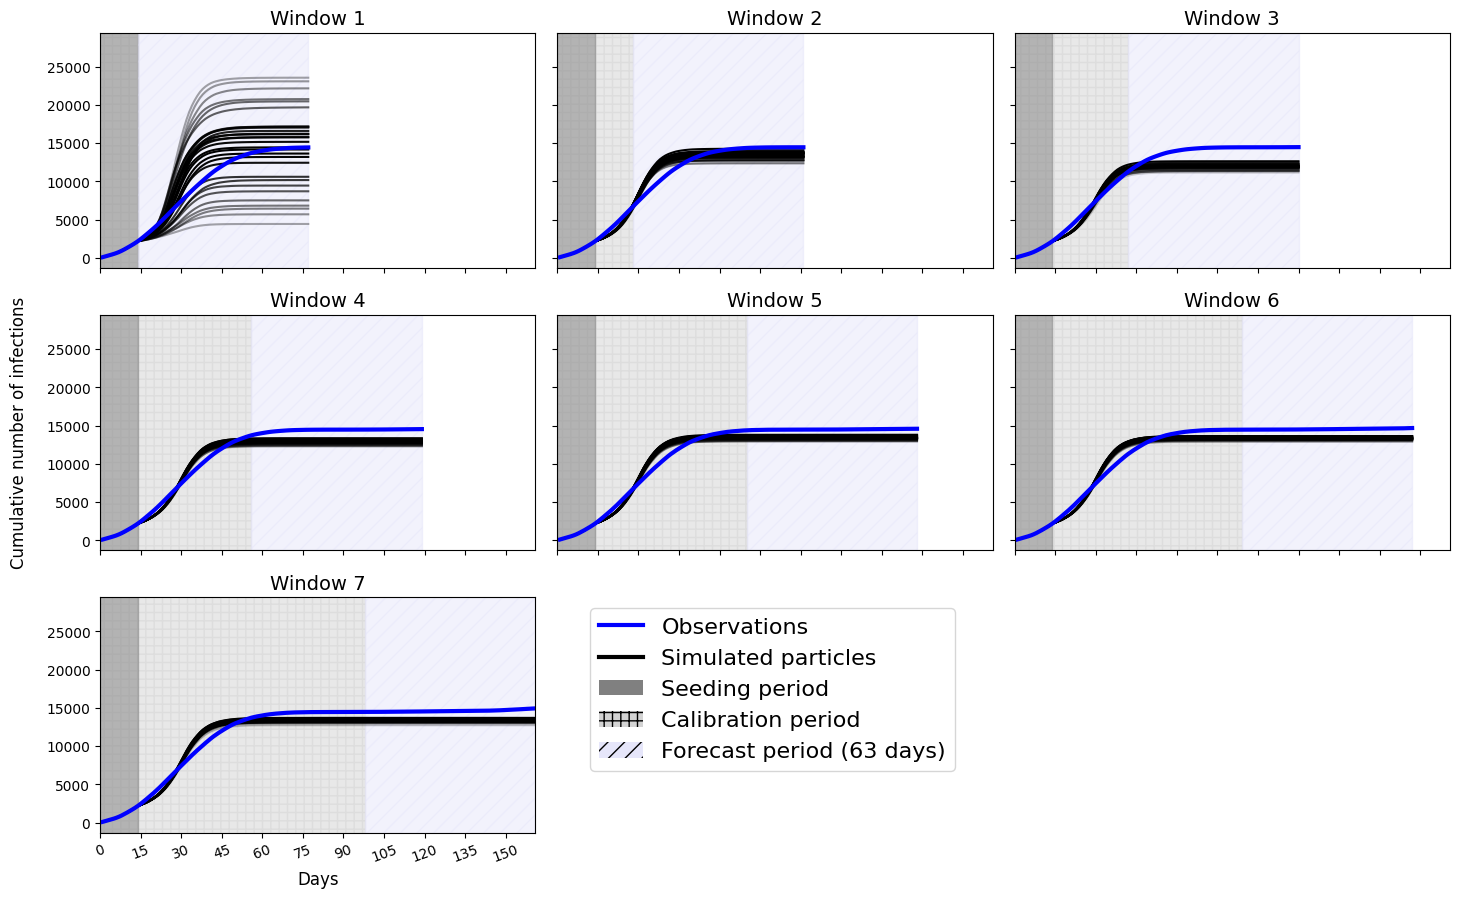 Window 1
Window 2
Window 3
25000
20000
15000
10000
5000
0
Window 4
Window 5
Window 6
25000
20000
15000
10000
5000
0
Cumulative number of infections
Window 7
25000
20000
15000
10000
5000
0
0 15 30 45 60 75 90 105 120 135 150
Days
Observations
Simulated particles
Seeding period
Calibration period
Forecast period (63 days)